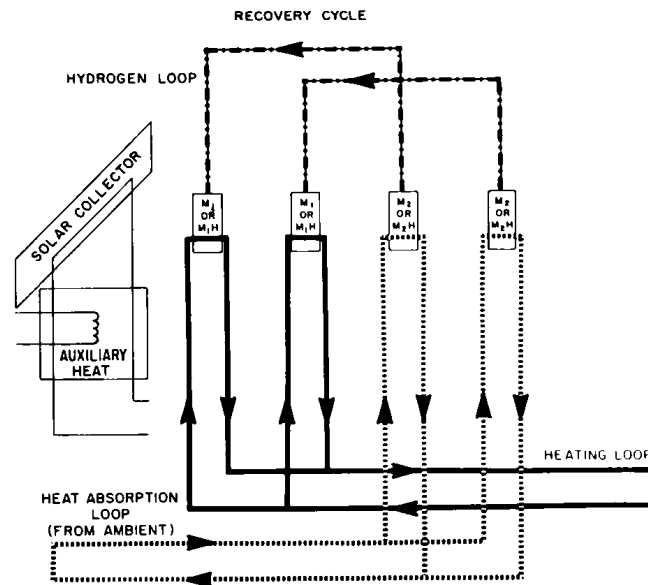 RECOVERY CYCLE
HYDROGEN LOOP
SOLAR COLLECTOR
M₁
OR
M₁H
M₁
OR
M₁H
M₂
OR
M₂H
M₂
OR
M₂H
AUXILIARY
HEAT
HEATING LOOP
HEAT ABSORPTION
LOOP
(FROM AMBIENT)